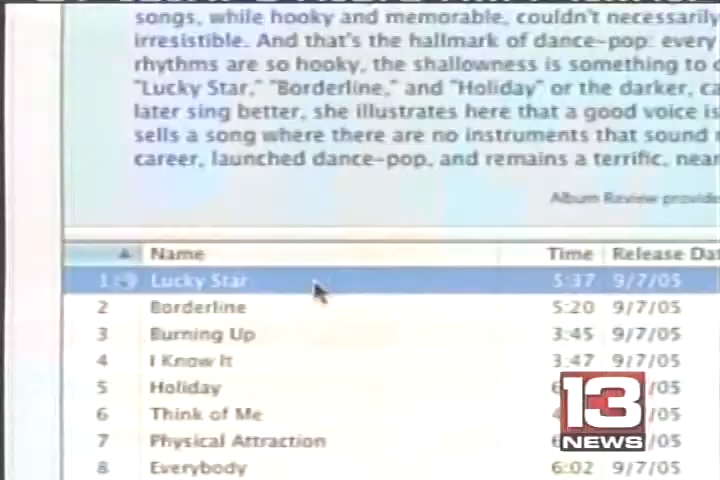 songs, while hooky and memorable, couldn't necessarily
irresistible. And that's the hallmark of dance-pop: every
rhythms are so hooky, the shallowness is something to
"Lucky Star," "Borderline," and "Holiday" or the darker,
later sing better, she illustrates here that a good voice is
sells a song where there are no instruments that sound
career, launched dance-pop, and remains a terrific, near
Album Review provide
Name Time Release Dat
1 Lucky Star 5:37 9/7/05
2 Borderline 5:20 9/7/05
3 Burning Up 3:45 9/7/05
4 I Know It 3:47 9/7/05
5 Holiday 6 /05
6 Think of Me /05
7 Physical Attraction 6 /05
8 Everybody 6:02 9/7/05
13
NEWS